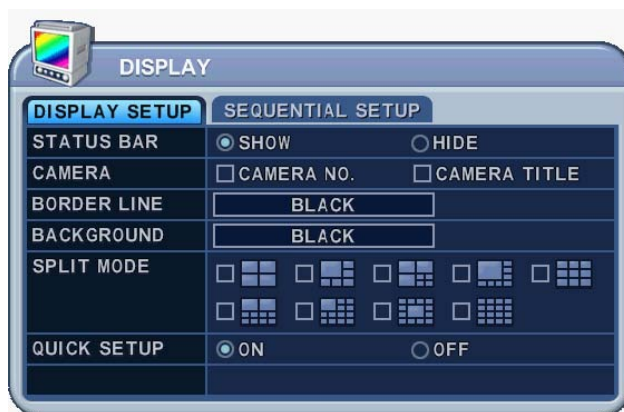 DISPLAY
DISPLAY SETUP SEQUENTIAL SETUP
STATUS BAR SHOW HIDE
CAMERA CAMERA NO. CAMERA TITLE
BORDER LINE BLACK
BACKGROUND BLACK
SPLIT MODE
QUICK SETUP ON OFF